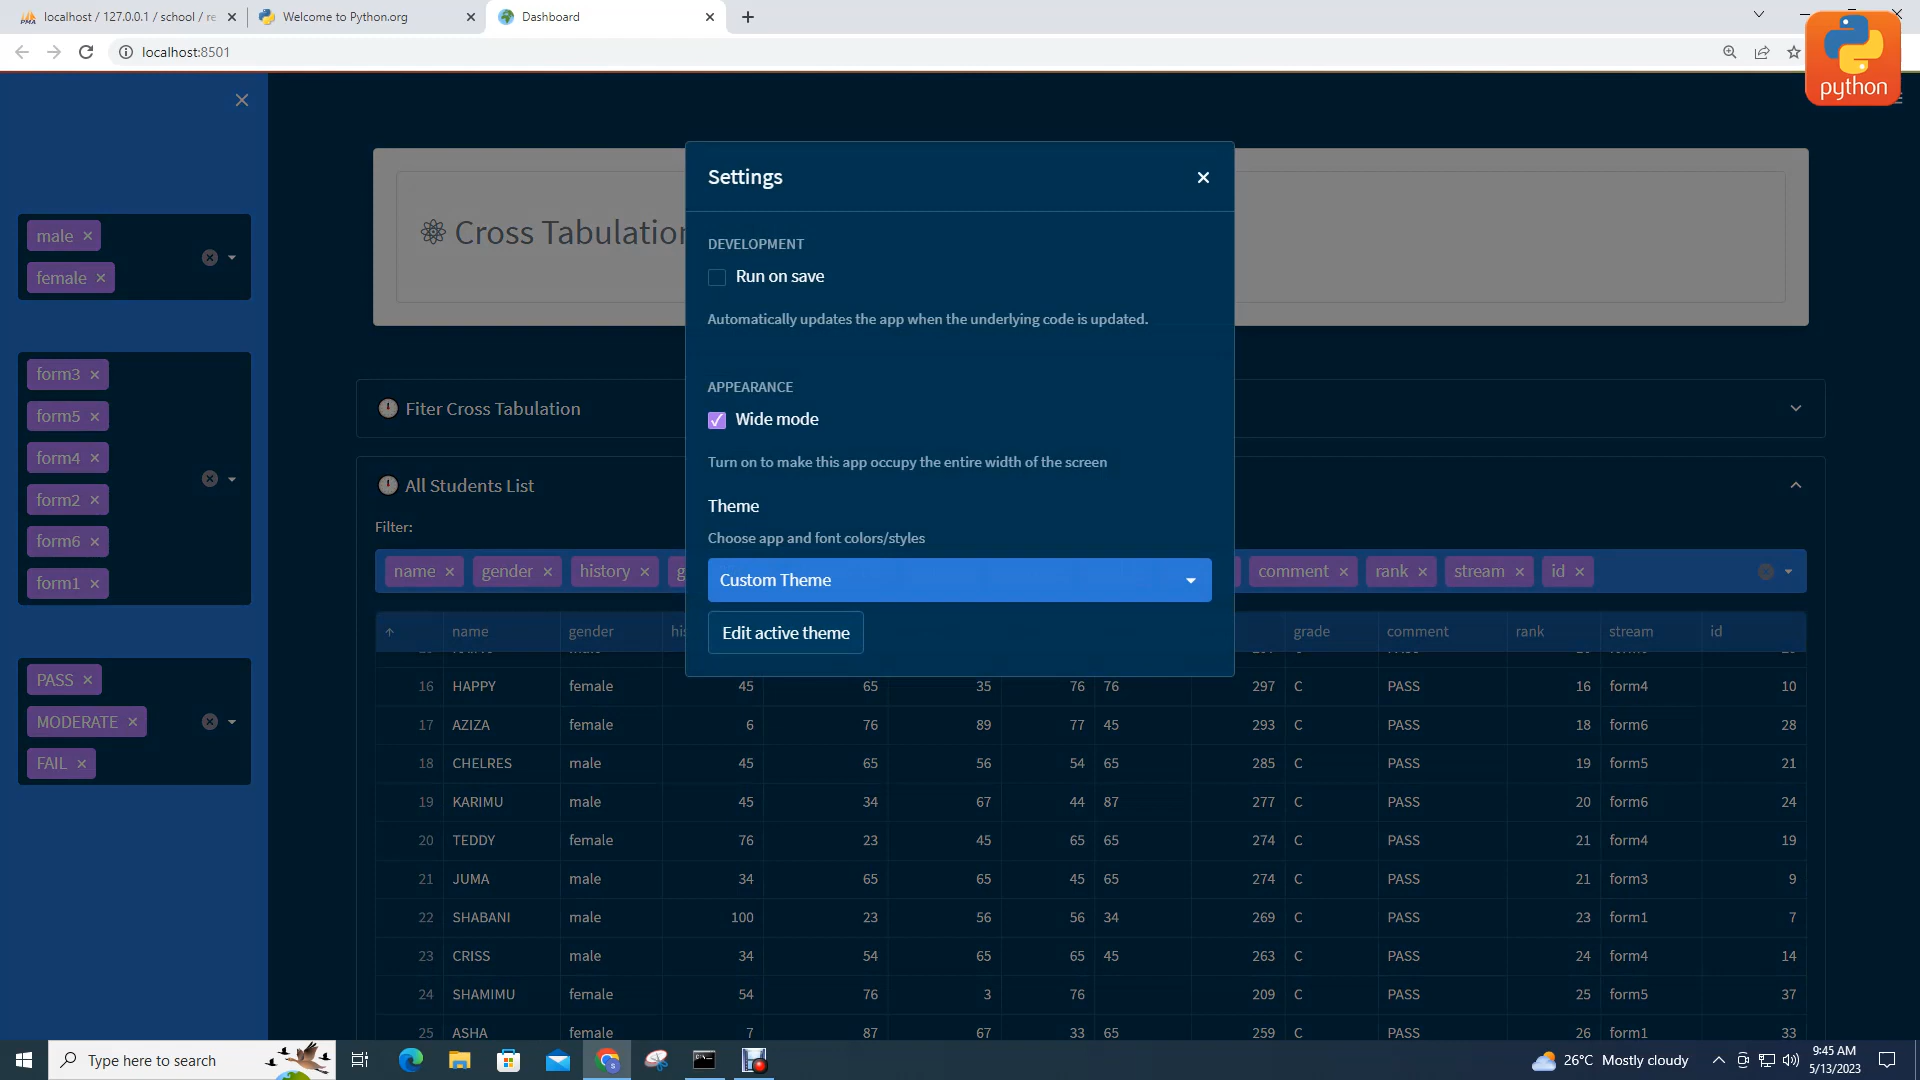 localhost / 127.0.0.1 / school / re
Welcome to Python.org
Dashboard
localhost:8501
python
Settings
DEVELOPMENT
Run on save
Automatically updates the app when the underlying code is updated.
APPEARANCE
Wide mode
Turn on to make this app occupy the entire width of the screen
Theme
Choose app and font colors/styles
Custom Theme
Edit active theme
male
female
form3
form5
form4
form2
form6
form1
PASS
MODERATE
FAIL
Cross Tabulation
Fiter Cross Tabulation
All Students List
Filter:
name gender history g comment rank stream id
name gender his grade comment rank stream id
16 HAPPY female 45 65 35 76 76 297 C PASS 16 form4 10
17 AZIZA female 6 76 89 77 45 293 C PASS 18 form6 28
18 CHELRES male 45 65 56 54 65 285 C PASS 19 form5 21
19 KARIMU male 45 34 67 44 87 277 C PASS 20 form6 24
20 TEDDY female 76 23 45 65 65 274 C PASS 21 form4 19
21 JUMA male 34 65 65 45 65 274 C PASS 21 form3 9
22 SHABANI male 100 23 56 56 34 269 C PASS 23 form1 7
23 CRISS male 34 54 65 65 45 263 C PASS 24 form4 14
24 SHAMIMU female 54 76 3 76 209 C PASS 25 form5 37
25 ASHA female 7 87 67 33 65 259 C PASS 26 form1 33
Type here to search
26°C Mostly cloudy
9:45 AM
5/13/2023